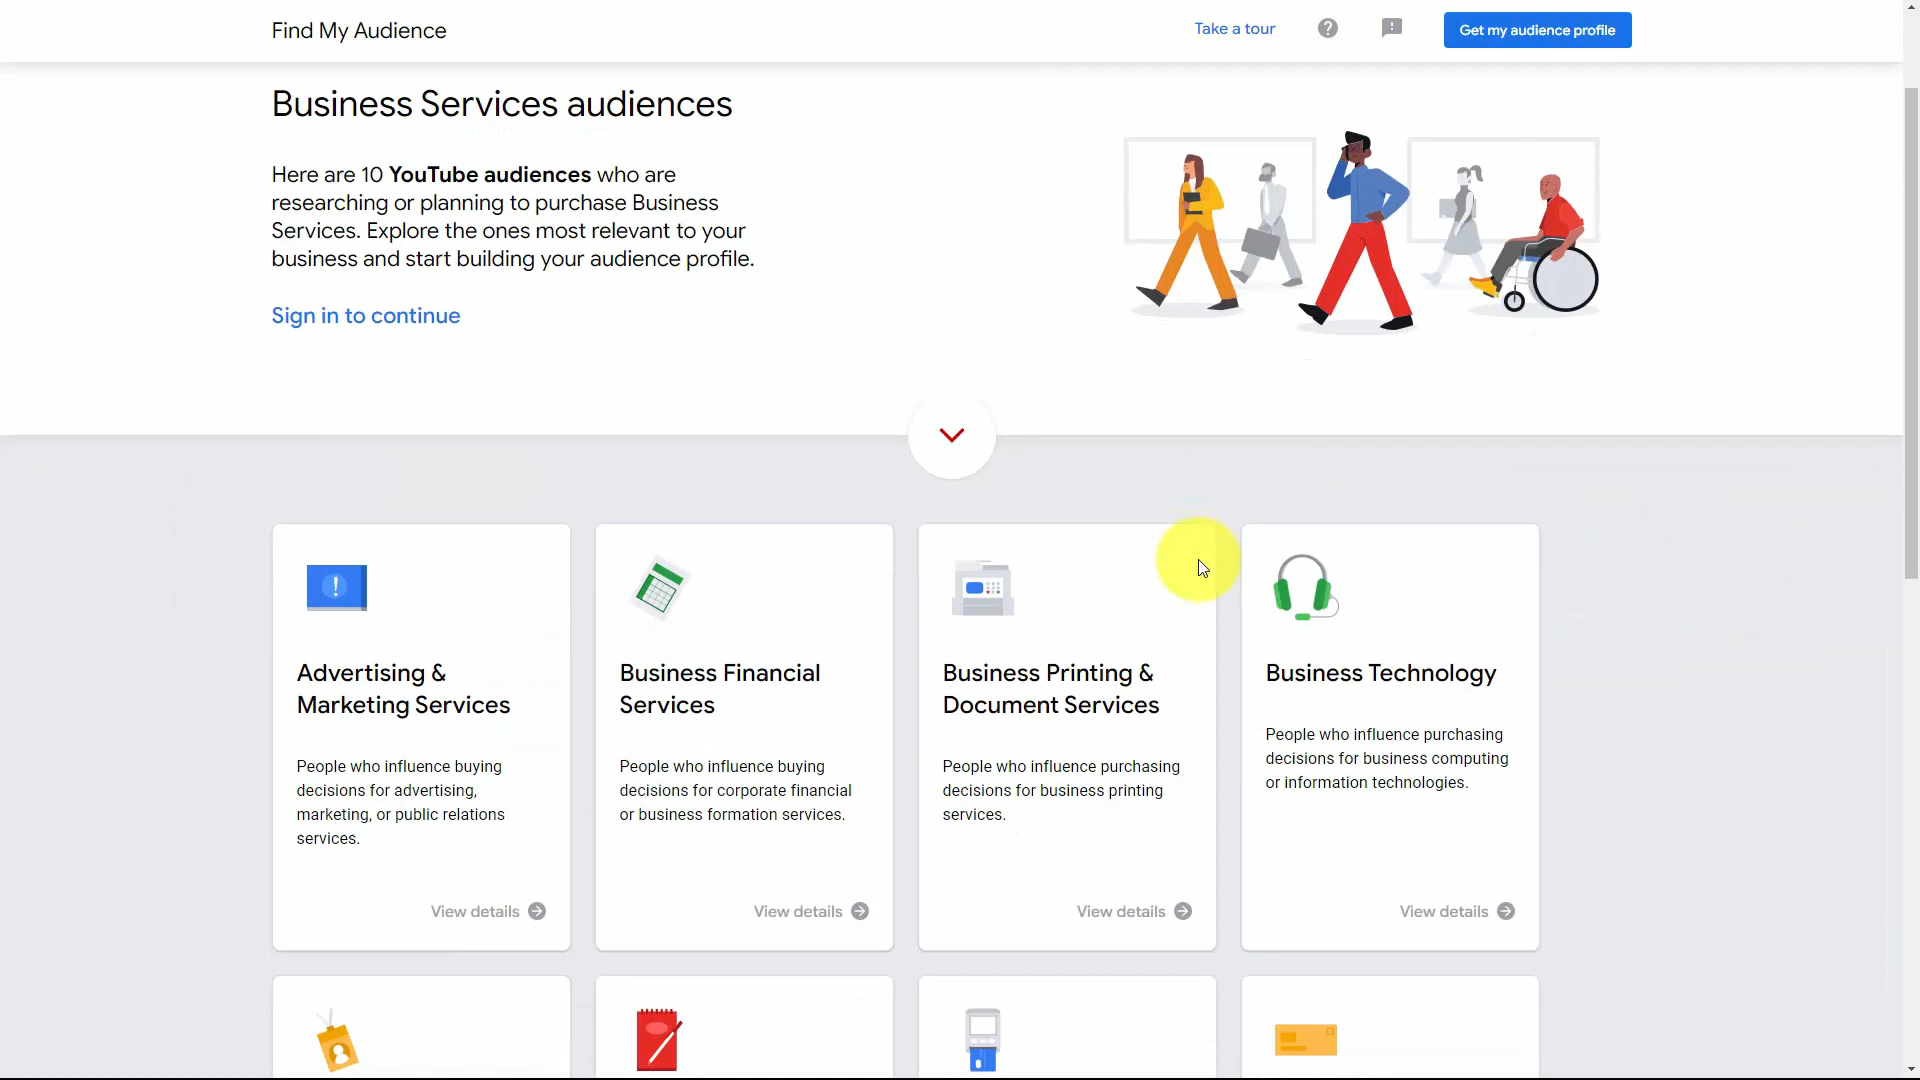 Find My Audience
Take a tour
Get my audience profile
Business Services audiences
Here are 10 YouTube audiences who are
researching or planning to purchase Business
Services. Explore the ones most relevant to your
business and start building your audience profile.
Sign in to continue
Advertising &
Marketing Services
People who influence buying
decisions for advertising,
marketing, or public relations
services.
View details
Business Financial
Services
People who influence buying
decisions for corporate financial
or business formation services.
View details
Business Printing &
Document Services
People who influence purchasing
decisions for business printing
services.
View details
Business Technology
People who influence purchasing
decisions for business computing
or information technologies.
View details